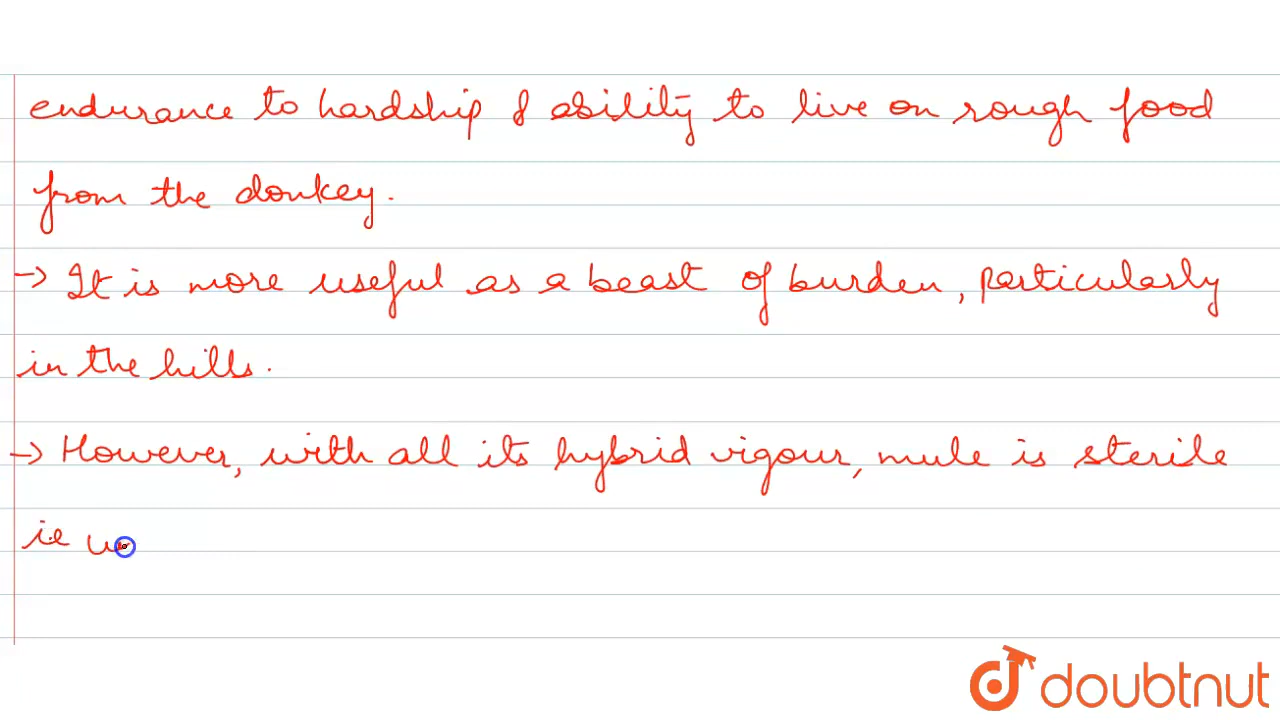 endurance to hardship & ability to live on rough food
from the donkey.
→ It is more useful as a beast of burden, particularly
in the hills.
→ However, with all its hybrid vigour, mule is sterile
ie
doubtnut